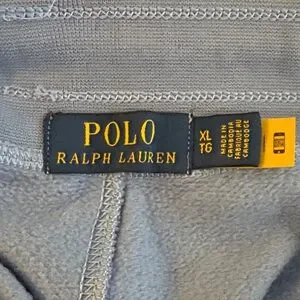 POLO
RALPH LAUREN
XL
TG
MADE IN
CAMBODIA
FABRIQUÉ AU
CAMBODGE